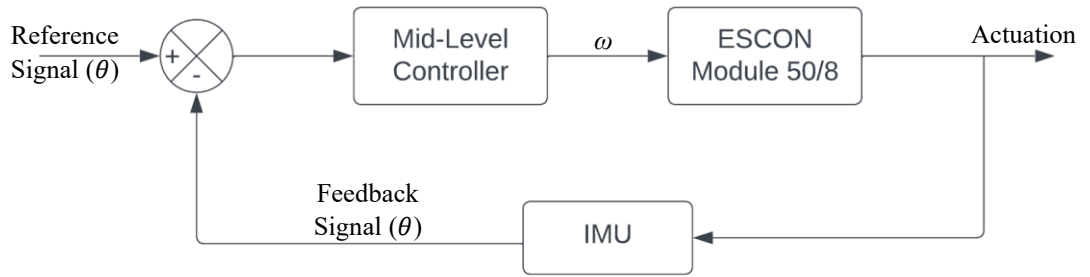 Reference
Signal (θ)
+
-
Mid-Level
Controller
ω
ESCON
Module 50/8
Actuation
Feedback
Signal (θ)
IMU